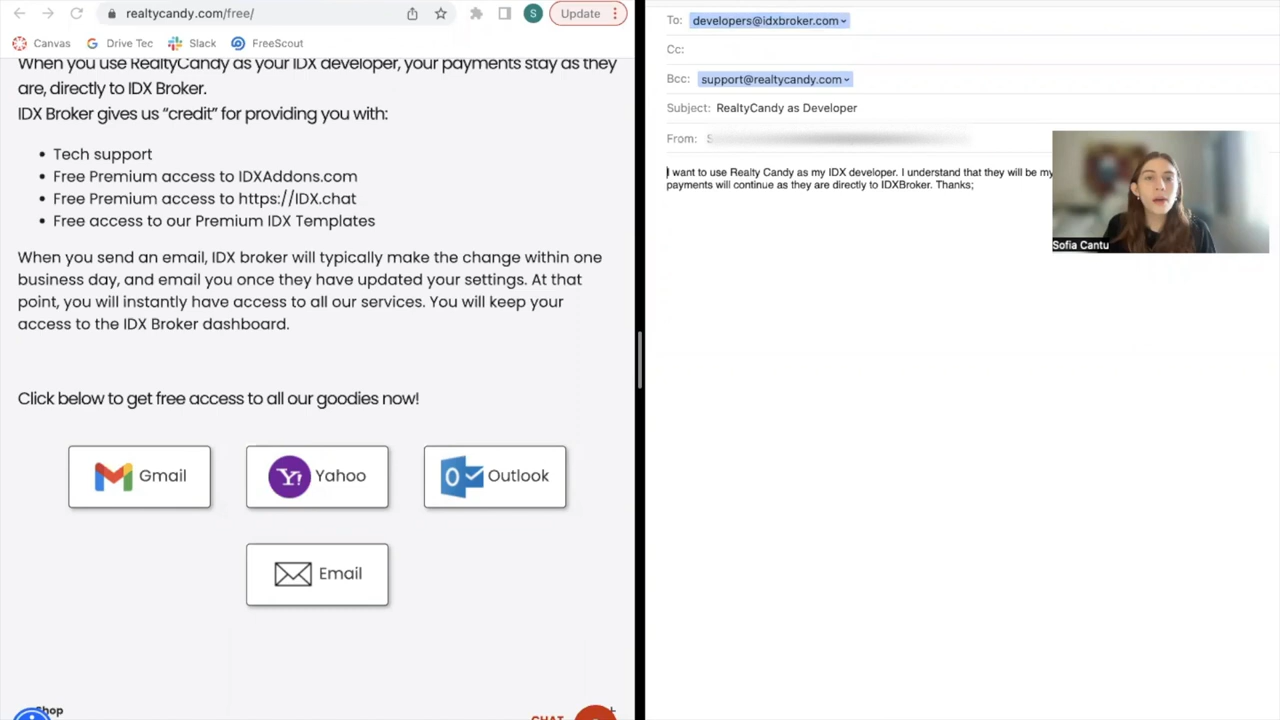 realtycandy.com/free/
S
Update
Canvas
Drive Tec
Slack
FreeScout
When you use RealtyCandy as your IDX developer, your payments stay as they
are, directly to IDX Broker.
IDX Broker gives us “credit” for providing you with:
• Tech support
• Free Premium access to IDXAddons.com
• Free Premium access to https://IDX.chat
• Free access to our Premium IDX Templates
When you send an email, IDX broker will typically make the change within one
business day, and email you once they have updated your settings. At that
point, you will instantly have access to all our services. You will keep your
access to the IDX Broker dashboard.
Click below to get free access to all our goodies now!
Gmail
Yahoo
Outlook
Email
Shop
CHAT
To: developers@idxbroker.com
Cc:
Bcc: support@realtycandy.com
Subject: RealtyCandy as Developer
From: S
I want to use Realty Candy as my IDX developer. I understand that they will be my
payments will continue as they are directly to IDXBroker. Thanks;
Sofia Cantu